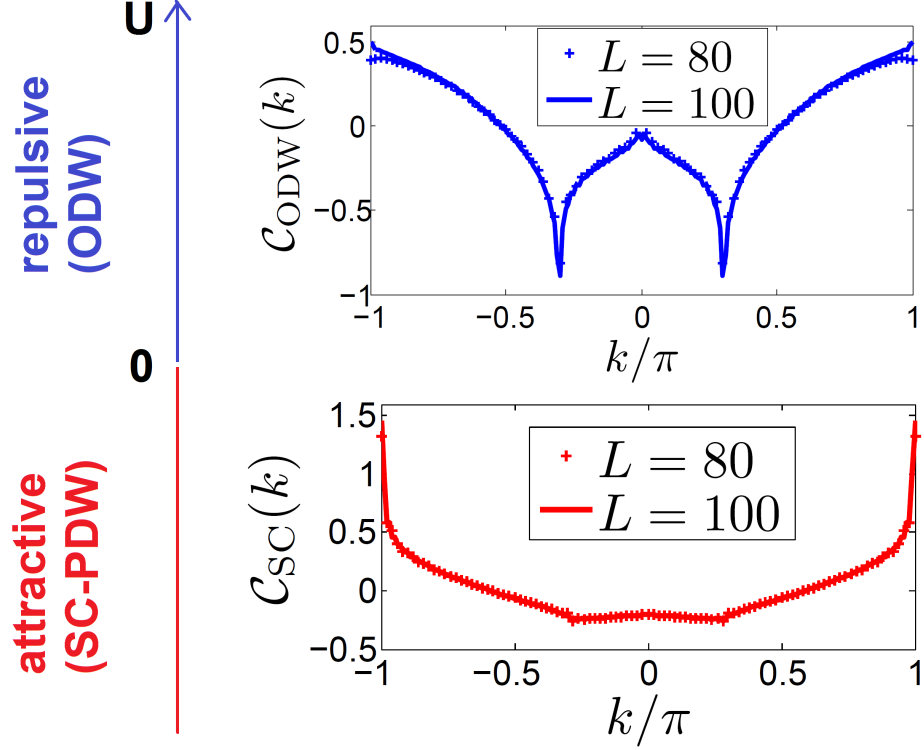 U
repulsive
(ODW)
0
attractive
(SC-PDW)
𝒞ODW(k)
0.5
0
−0.5
−1
L = 80
L = 100
−1 −0.5 0 0.5 1
k/π
𝒞SC(k)
1.5
1
0.5
0
−0.5
L = 80
L = 100
−1 −0.5 0 0.5 1
k/π